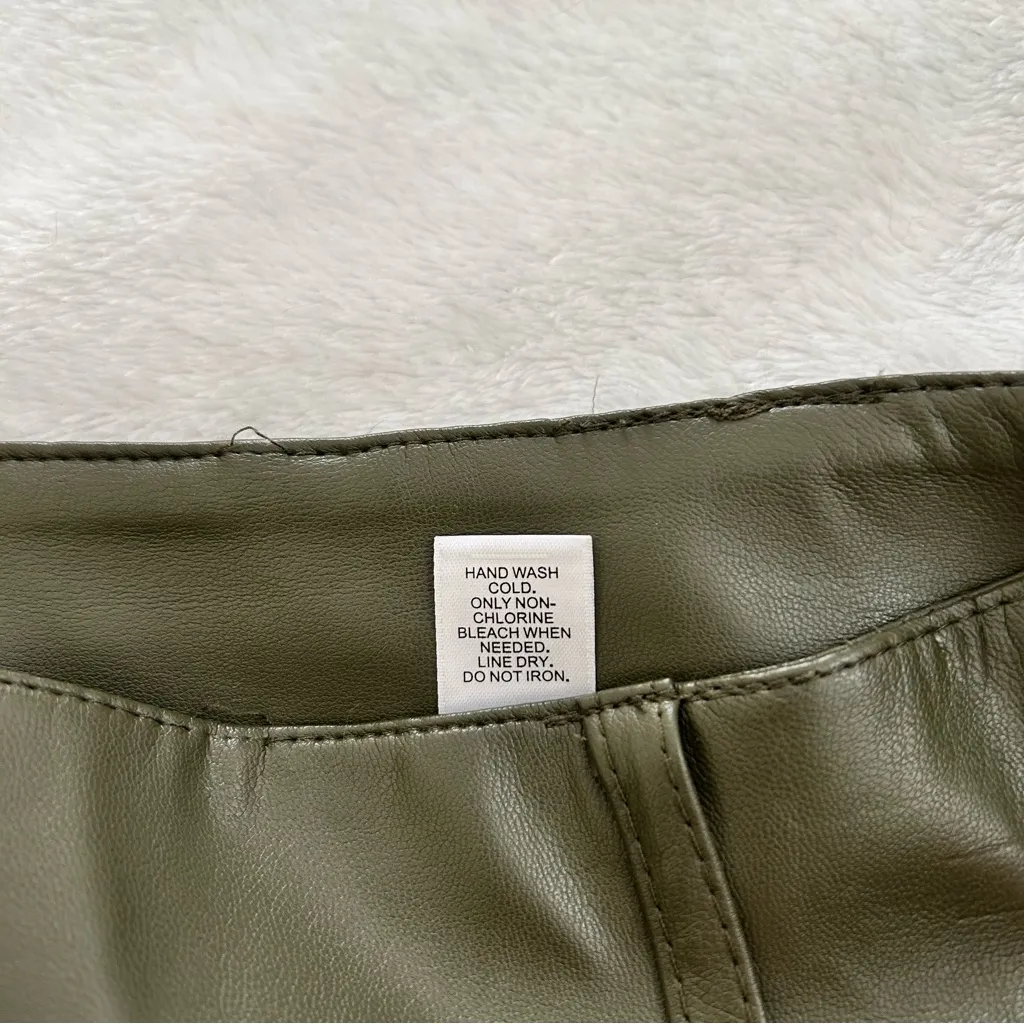 HAND WASH
COLD.
ONLY NON-
CHLORINE
BLEACH WHEN
NEEDED.
LINE DRY.
DO NOT IRON.